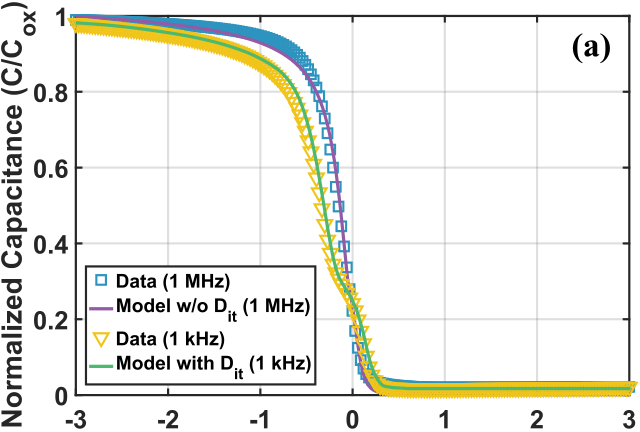 Normalized Capacitance (C/Cox)
1
0.8
0.6
0.4
0.2
0
(a)
Data (1 MHz)
Model w/o Dit (1 MHz)
Data (1 kHz)
Model with Dit (1 kHz)
-3 -2 -1 0 1 2 3